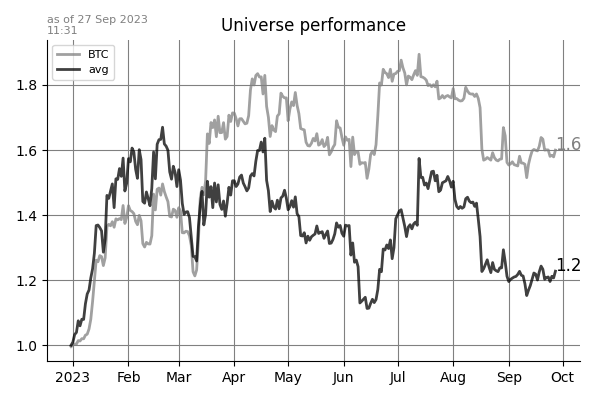 as of 27 Sep 2023
11:31
Universe performance
BTC
avg
1.8
1.6
1.4
1.2
1.0
1.6
1.2
2023 Feb Mar Apr May Jun Jul Aug Sep Oct